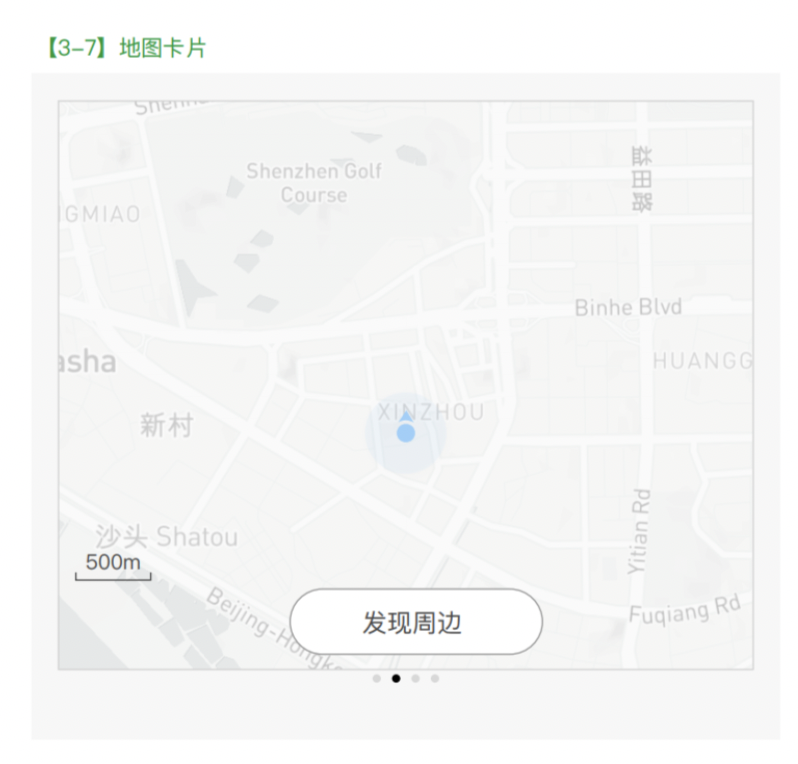 【3-7】地图卡片
Shenzhen Golf
Course
益田路
GMIAO
Binhe Blvd
asha
HUANGG
XINZHOU
新村
沙头 Shatou
500m
Yitian Rd
Beijing-Hongk
Fuqiang Rd
发现周边